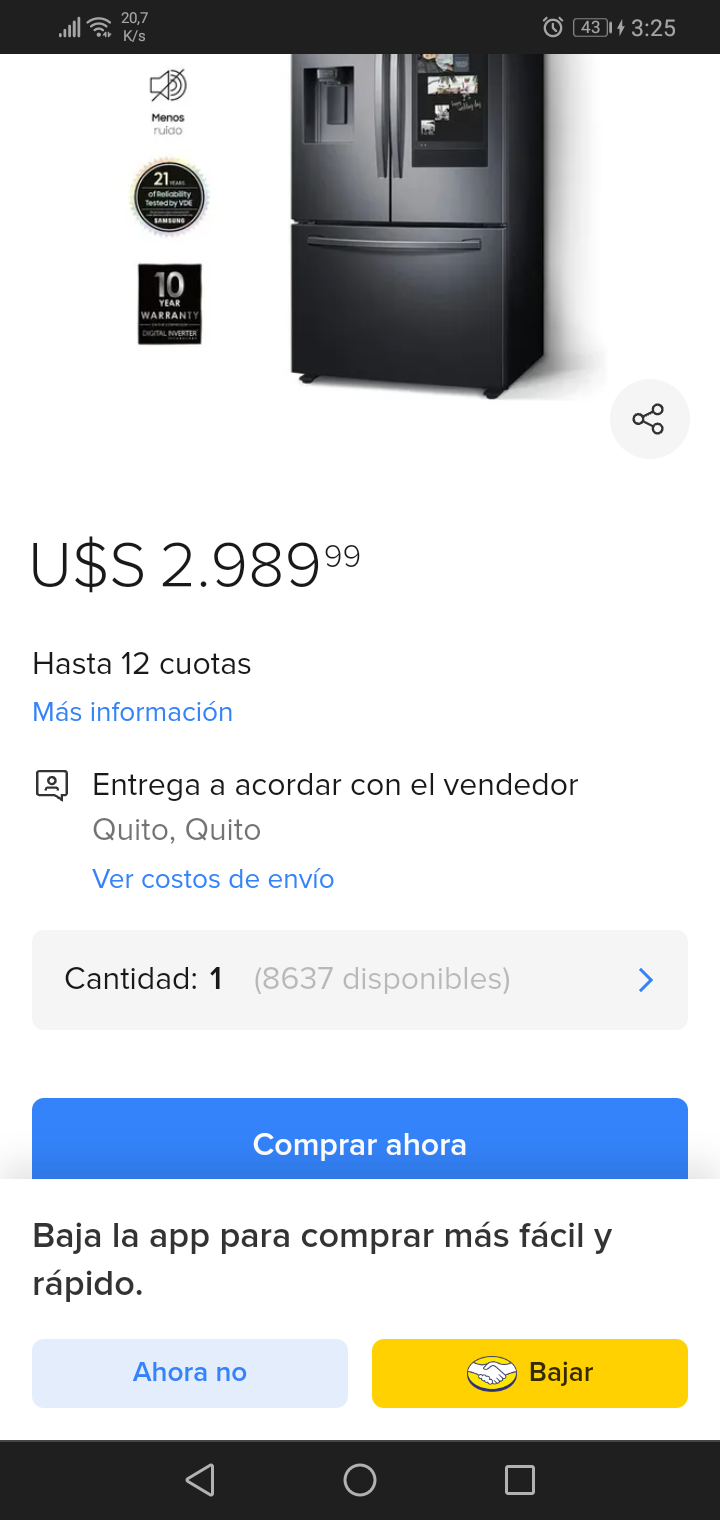 20,7
K/s
43
3:25
Menos
ruido
21 YEARS
of Reliability
Tested by VDE
SAMSUNG
10
YEAR
WARRANTY
DIGITAL INVERTER
U$S 2.989 99
Hasta 12 cuotas
Más información
Entrega a acordar con el vendedor
Quito, Quito
Ver costos de envío
Cantidad: 1 (8637 disponibles)
Comprar ahora
Baja la app para comprar más fácil y
rápido.
Ahora no
Bajar